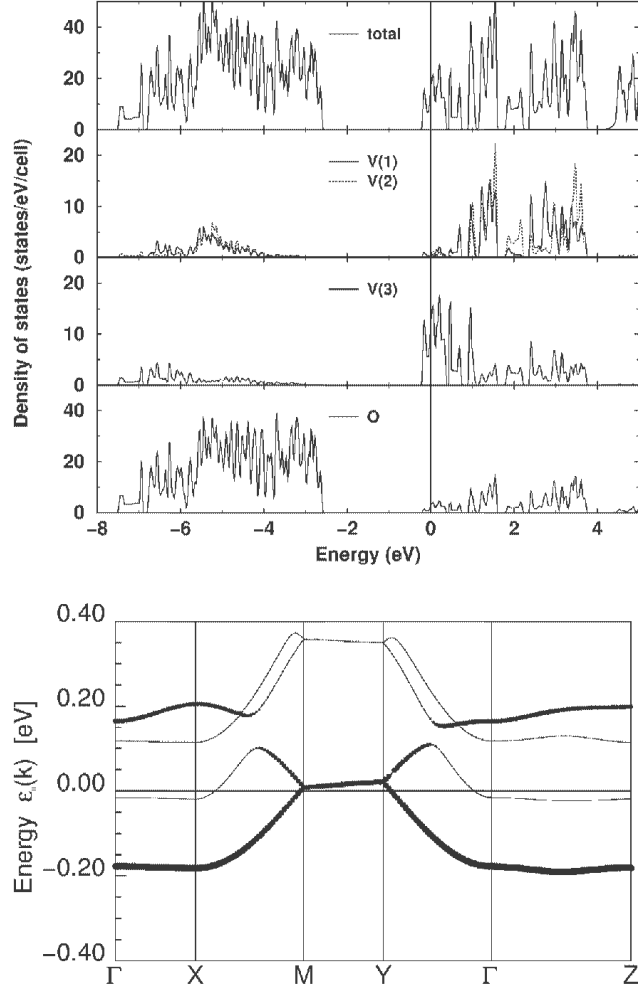 Density of states (states/eV/cell)
40
total
20
0
20
V(1)
V(2)
10
0
20
V(3)
10
0
40
O
20
0
−8 −6 −4 −2 0 2 4
Energy (eV)
Energy εₙ(k) [eV]
0.40
0.20
0.00
−0.20
−0.40
Γ X M Y Γ Z